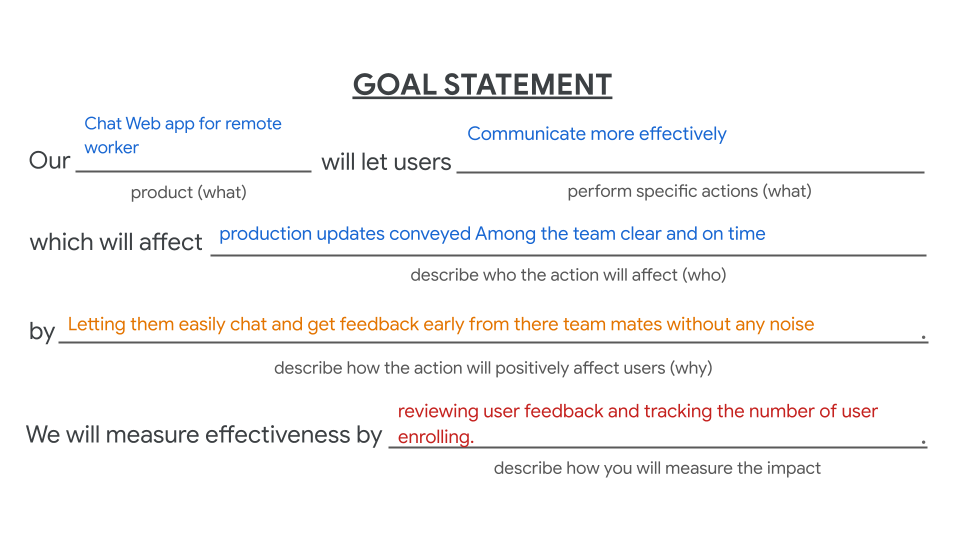 GOAL STATEMENT
Chat Web app for remote
worker
Communicate more effectively
Our will let users
product (what)
perform specific actions (what)
production updates conveyed Among the team clear and on time
which will affect
describe who the action will affect (who)
Letting them easily chat and get feedback early from there team mates without any noise
by .
describe how the action will positively affect users (why)
reviewing user feedback and tracking the number of user
enrolling.
We will measure effectiveness by .
describe how you will measure the impact